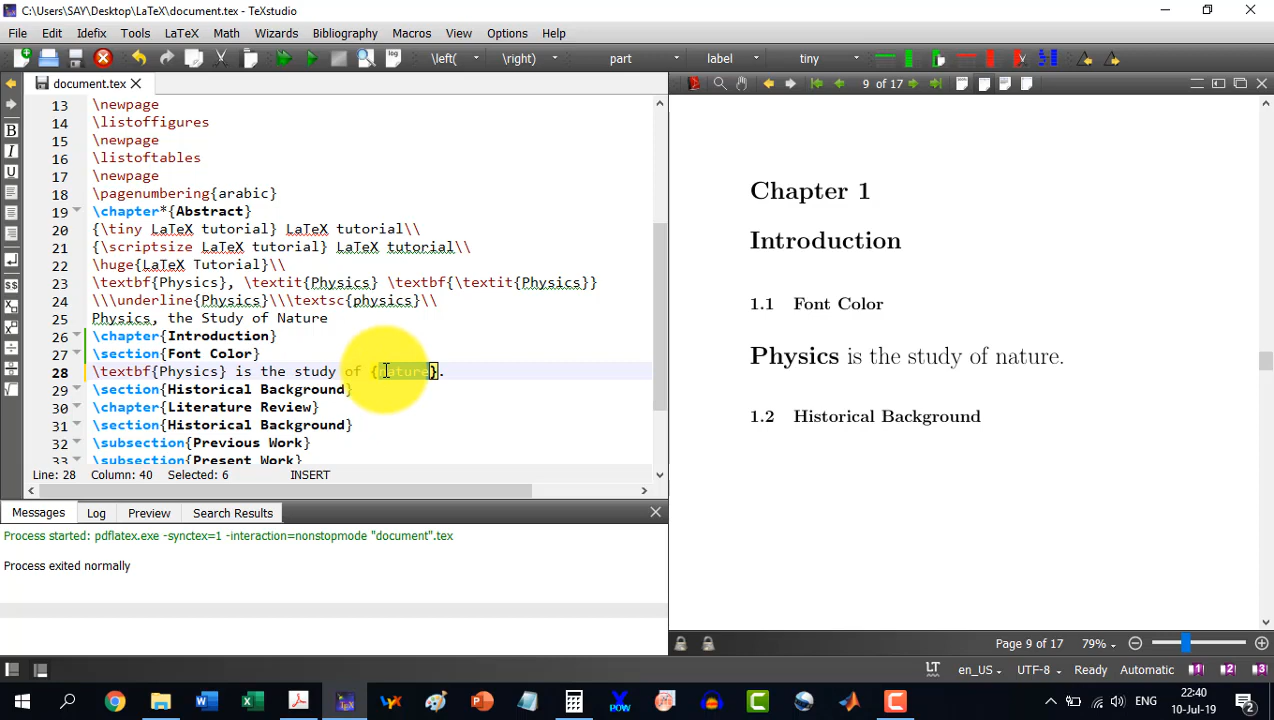 C:\Users\SAY\Desktop\LaTeX\document.tex - TeXstudio
File Edit Idefix Tools LaTeX Math Wizards Bibliography Macros View Options Help
log \left( \right) part label tiny
document.tex
9 of 17
13 \newpage
14 \listoffigures
15 \newpage
16 \listoftables
17 \newpage
18 \pagenumbering{arabic}
19 \chapter*{Abstract}
20 {\tiny LaTeX tutorial} LaTeX tutorial\\
21 {\scriptsize LaTeX tutorial} LaTeX tutorial\\
22 \huge{LaTeX Tutorial}\\
23 \textbf{Physics}, \textit{Physics} \textbf{\textit{Physics}}
24 \\\underline{Physics}\\\textsc{physics}\\
25 Physics, the Study of Nature
26 \chapter{Introduction}
27 \section{Font Color}
28 \textbf{Physics} is the study of {nature}.
29 \section{Historical Background}
30 \chapter{Literature Review}
31 \section{Historical Background}
32 \subsection{Previous Work}
33 \subsection{Present Work}
Line: 28 Column: 40 Selected: 6 INSERT
Messages Log Preview Search Results
Process started: pdflatex.exe -synctex=1 -interaction=nonstopmode "document".tex
Process exited normally
Chapter 1
Introduction
1.1 Font Color
Physics is the study of nature.
1.2 Historical Background
Page 9 of 17 79%
LT en_US UTF-8 Ready Automatic 1 2 3
POW ENG 22:40
10-Jul-19 2